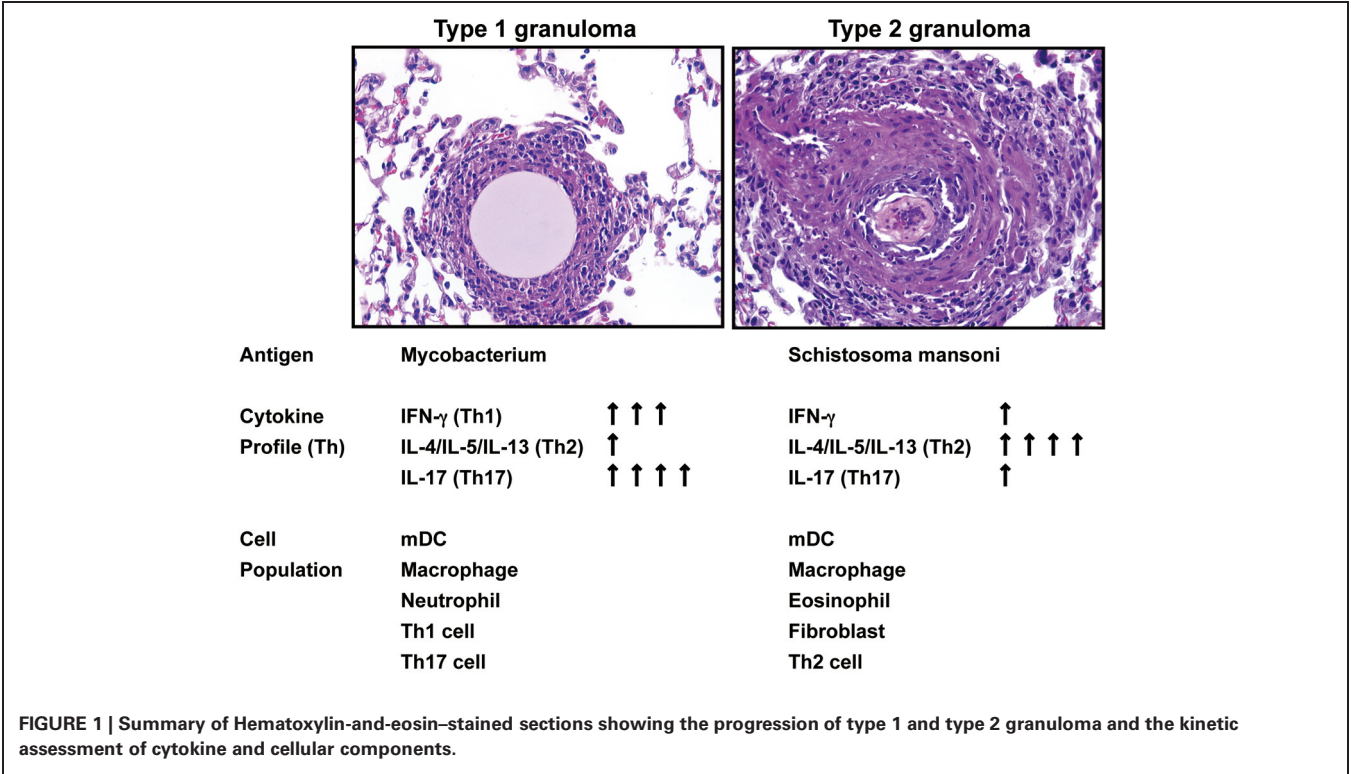 Type 1 granuloma
Type 2 granuloma
Antigen Mycobacterium Schistosoma mansoni
Cytokine IFN-γ (Th1) ↑ ↑ ↑ IFN-γ ↑
Profile (Th) IL-4/IL-5/IL-13 (Th2) ↑ IL-4/IL-5/IL-13 (Th2) ↑ ↑ ↑ ↑
IL-17 (Th17) ↑ ↑ ↑ ↑ IL-17 (Th17) ↑
Cell mDC mDC
Population Macrophage Macrophage
Neutrophil Eosinophil
Th1 cell Fibroblast
Th17 cell Th2 cell
FIGURE 1 | Summary of Hematoxylin-and-eosin–stained sections showing the progression of type 1 and type 2 granuloma and the kinetic
assessment of cytokine and cellular components.